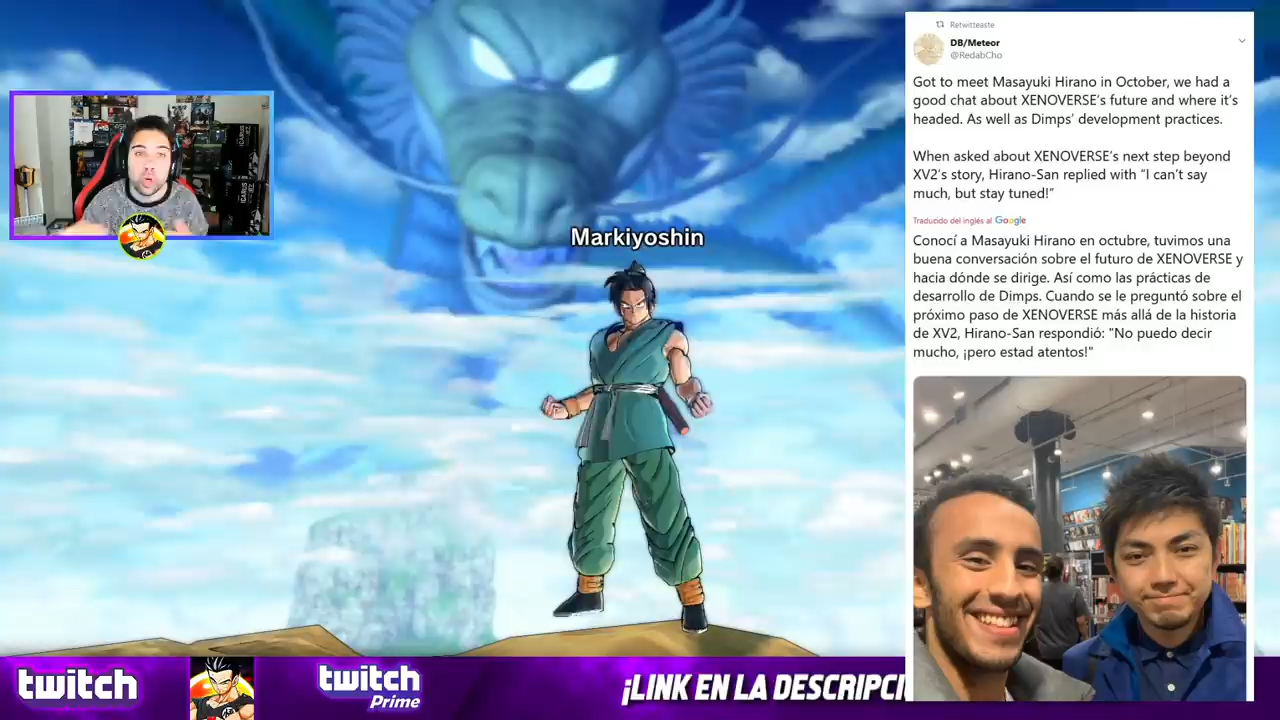 Retwitteaste
DB/Meteor
@RedabCho
Got to meet Masayuki Hirano in October, we had a
good chat about XENOVERSE's future and where it's
headed. As well as Dimps' development practices.
When asked about XENOVERSE's next step beyond
XV2's story, Hirano-San replied with “I can't say
much, but stay tuned!”
Traducido del inglés al Google
Conocí a Masayuki Hirano en octubre, tuvimos una
buena conversación sobre el futuro de XENOVERSE y
hacia dónde se dirige. Así como las prácticas de
desarrollo de Dimps. Cuando se le preguntó sobre el
próximo paso de XENOVERSE más allá de la historia
de XV2, Hirano-San respondió: "No puedo decir
mucho, ¡pero estad atentos!"
Markiyoshin
twitch
twitch
Prime
¡LINK EN LA DESCRIPCI